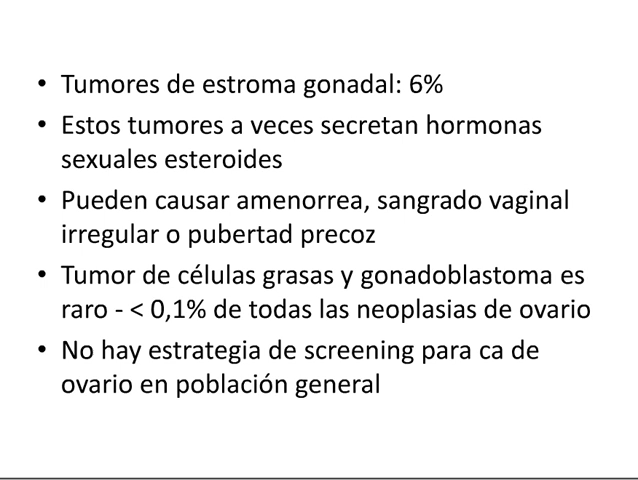 • Tumores de estroma gonadal: 6%
• Estos tumores a veces secretan hormonas
sexuales esteroides
• Pueden causar amenorrea, sangrado vaginal
irregular o pubertad precoz
• Tumor de células grasas y gonadoblastoma es
raro - < 0,1% de todas las neoplasias de ovario
• No hay estrategia de screening para ca de
ovario en población general